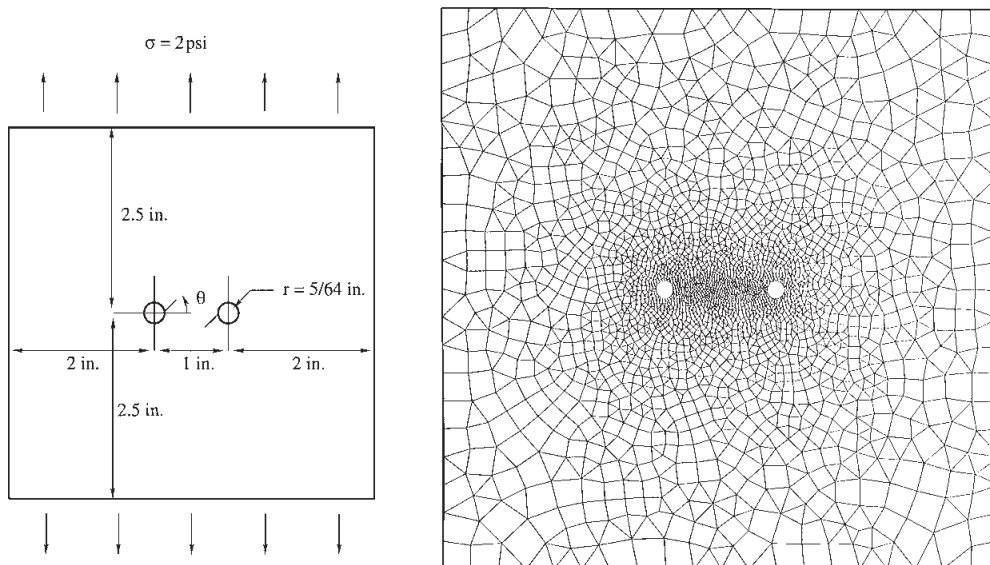 σ = 2psi
2.5 in.
θ
r = 5/64 in.
2 in.
1 in.
2 in.
2.5 in.